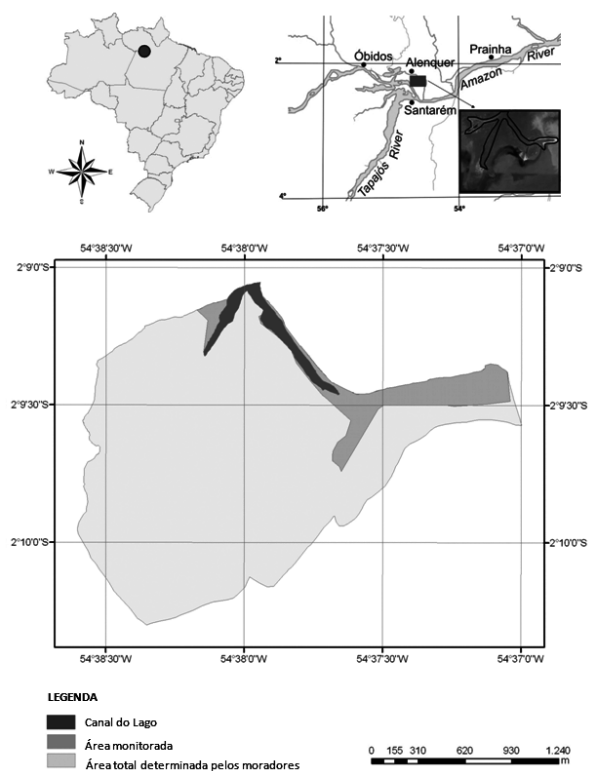 N
W E
S
Óbidos
Alenquer
Prainha
River
Amazon
Santarém
Tapajós River
2°
4°
56° 54°
54°38'30"W 54°38'0"W 54°37'30"W 54°37'0"W
2°9'0"S 2°9'0"S
2°9'30"S 2°9'30"S
2°10'0"S 2°10'0"S
54°38'30"W 54°38'0"W 54°37'30"W 54°37'0"W
LEGENDA
Canal do Lago
Área monitorada
Área total determinada pelos moradores
0 155 310 620 930 1.240
m